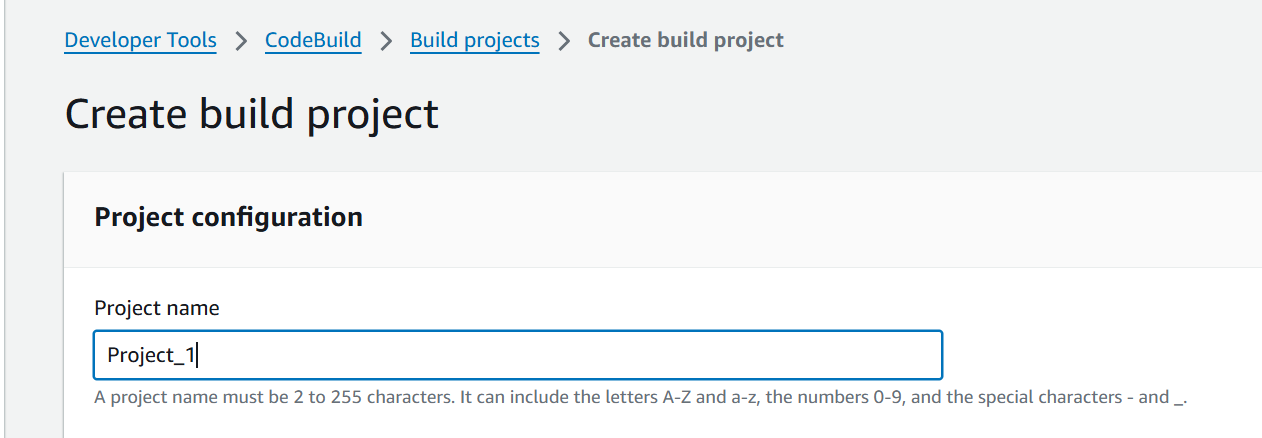 Developer Tools > CodeBuild > Build projects > Create build project
Create build project
Project configuration
Project name
Project_1
A project name must be 2 to 255 characters. It can include the letters A-Z and a-z, the numbers 0-9, and the special characters - and _.